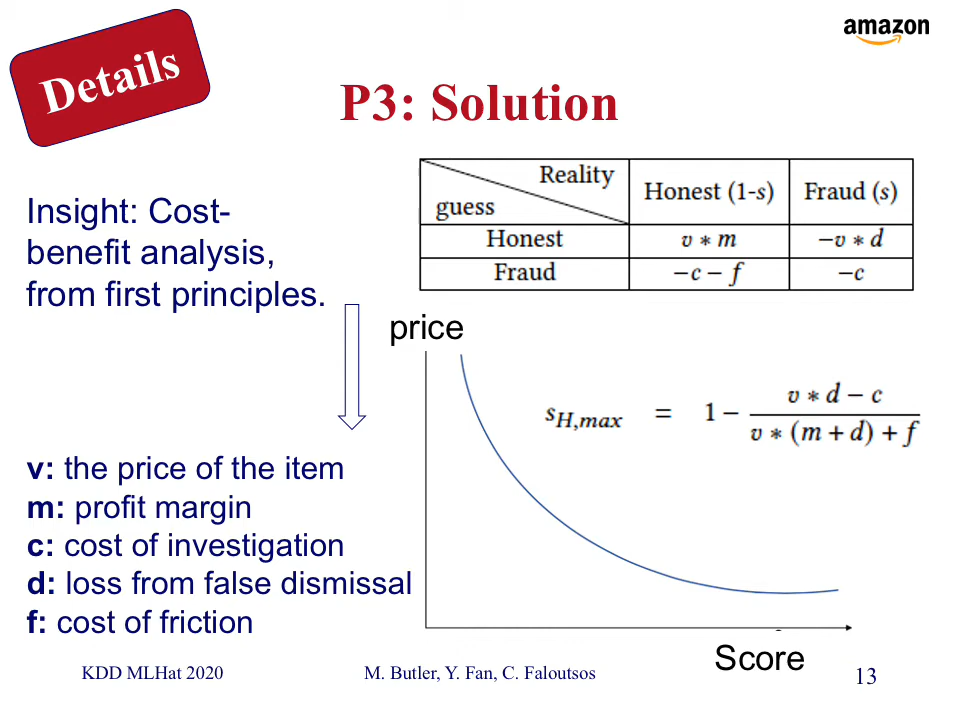 amazon
Details
P3: Solution
Reality
guess
Honest (1-s)
Fraud (s)
Honest
v * m
−v * d
Fraud
−c − f
−c
Insight: Cost-
benefit analysis,
from first principles.
price
s_{H,max} = 1 − \frac{v * d − c}{v * (m + d) + f}
v: the price of the item
m: profit margin
c: cost of investigation
d: loss from false dismissal
f: cost of friction
Score
KDD MLHat 2020
M. Butler, Y. Fan, C. Faloutsos
13